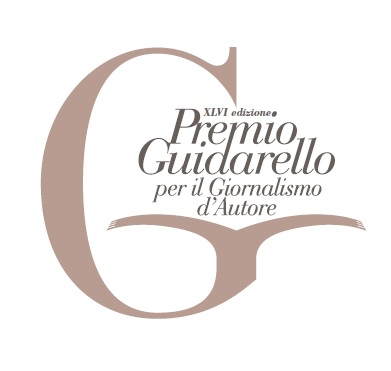 XLVI edizione
Premio
Guidarello
per il Giornalismo
d'Autore